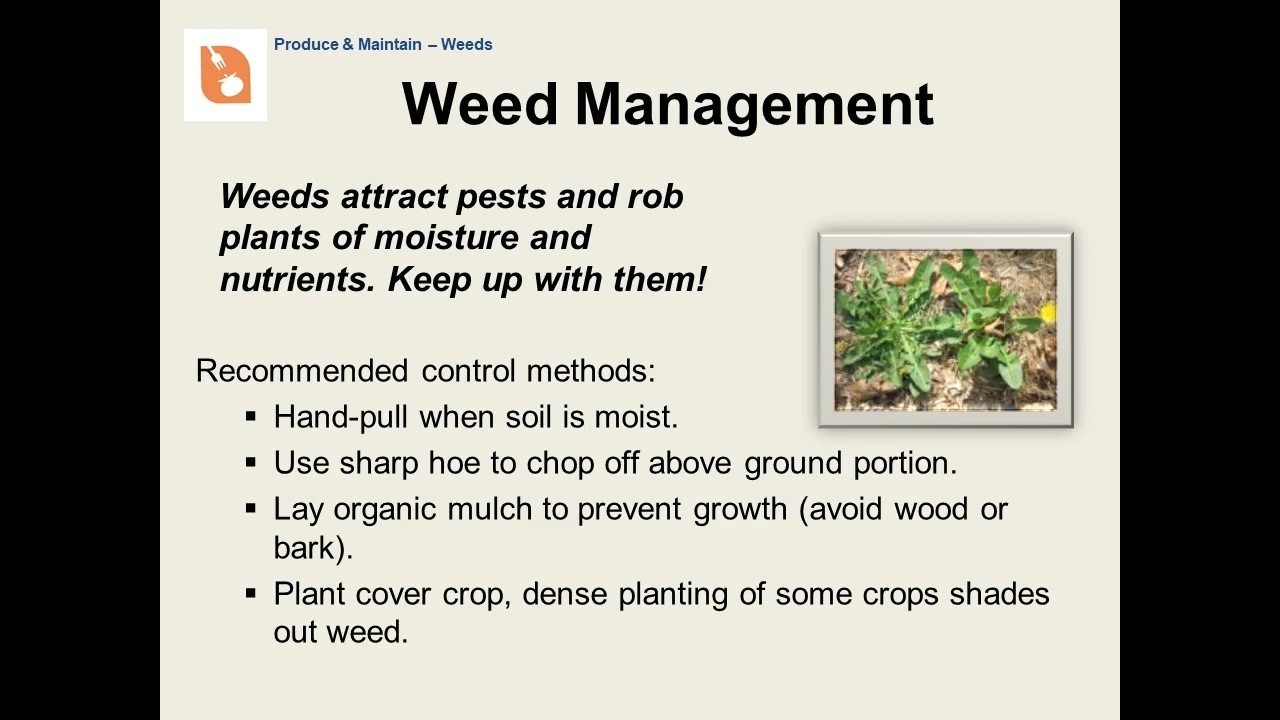 Produce & Maintain – Weeds
Weed Management
Weeds attract pests and rob
plants of moisture and
nutrients. Keep up with them!
Recommended control methods:
▪ Hand-pull when soil is moist.
▪ Use sharp hoe to chop off above ground portion.
▪ Lay organic mulch to prevent growth (avoid wood or
bark).
▪ Plant cover crop, dense planting of some crops shades
out weed.